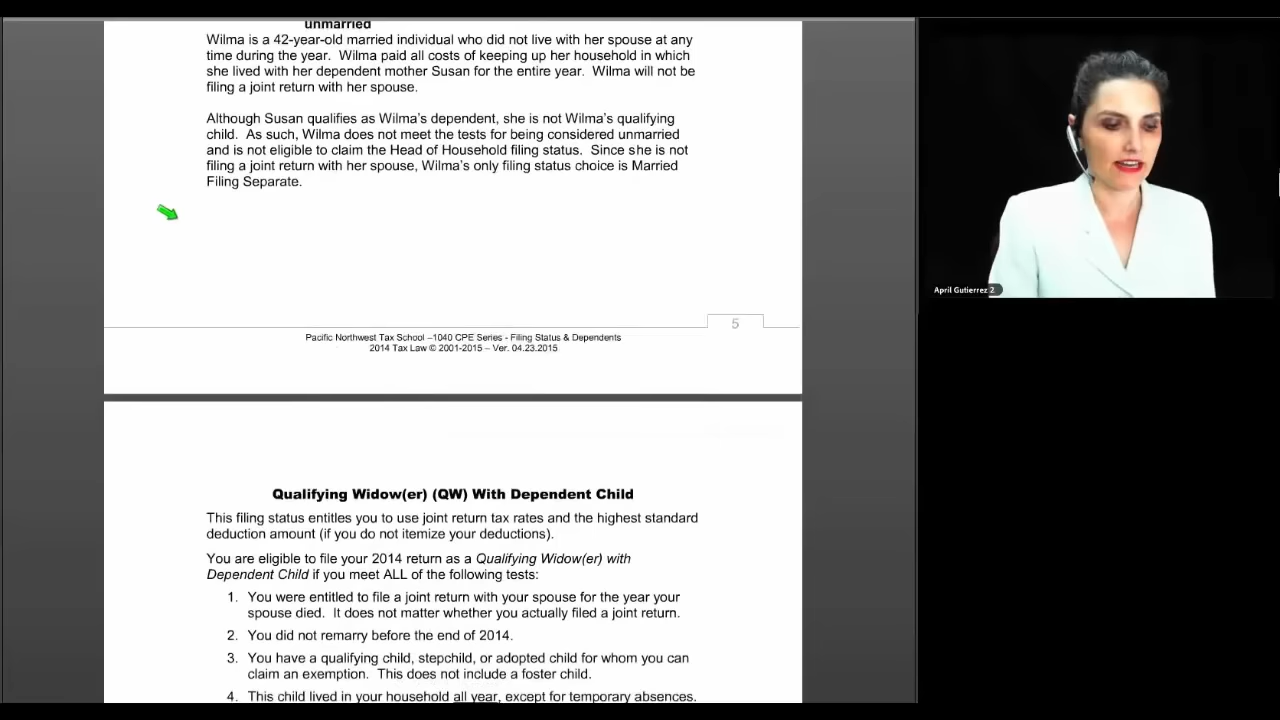 unmarried
Wilma is a 42-year-old married individual who did not live with her spouse at any
time during the year.  Wilma paid all costs of keeping up her household in which
she lived with her dependent mother Susan for the entire year.  Wilma will not be
filing a joint return with her spouse.
Although Susan qualifies as Wilma's dependent, she is not Wilma's qualifying
child.  As such, Wilma does not meet the tests for being considered unmarried
and is not eligible to claim the Head of Household filing status.  Since she is not
filing a joint return with her spouse, Wilma's only filing status choice is Married
Filing Separate.
5
Pacific Northwest Tax School –1040 CPE Series - Filing Status & Dependents
2014 Tax Law © 2001-2015 – Ver. 04.23.2015
Qualifying Widow(er) (QW) With Dependent Child
This filing status entitles you to use joint return tax rates and the highest standard
deduction amount (if you do not itemize your deductions).
You are eligible to file your 2014 return as a Qualifying Widow(er) with
Dependent Child if you meet ALL of the following tests:
1. You were entitled to file a joint return with your spouse for the year your
spouse died.  It does not matter whether you actually filed a joint return.
2. You did not remarry before the end of 2014.
3. You have a qualifying child, stepchild, or adopted child for whom you can
claim an exemption.  This does not include a foster child.
4. This child lived in your household all year, except for temporary absences.
April Gutierrez 2